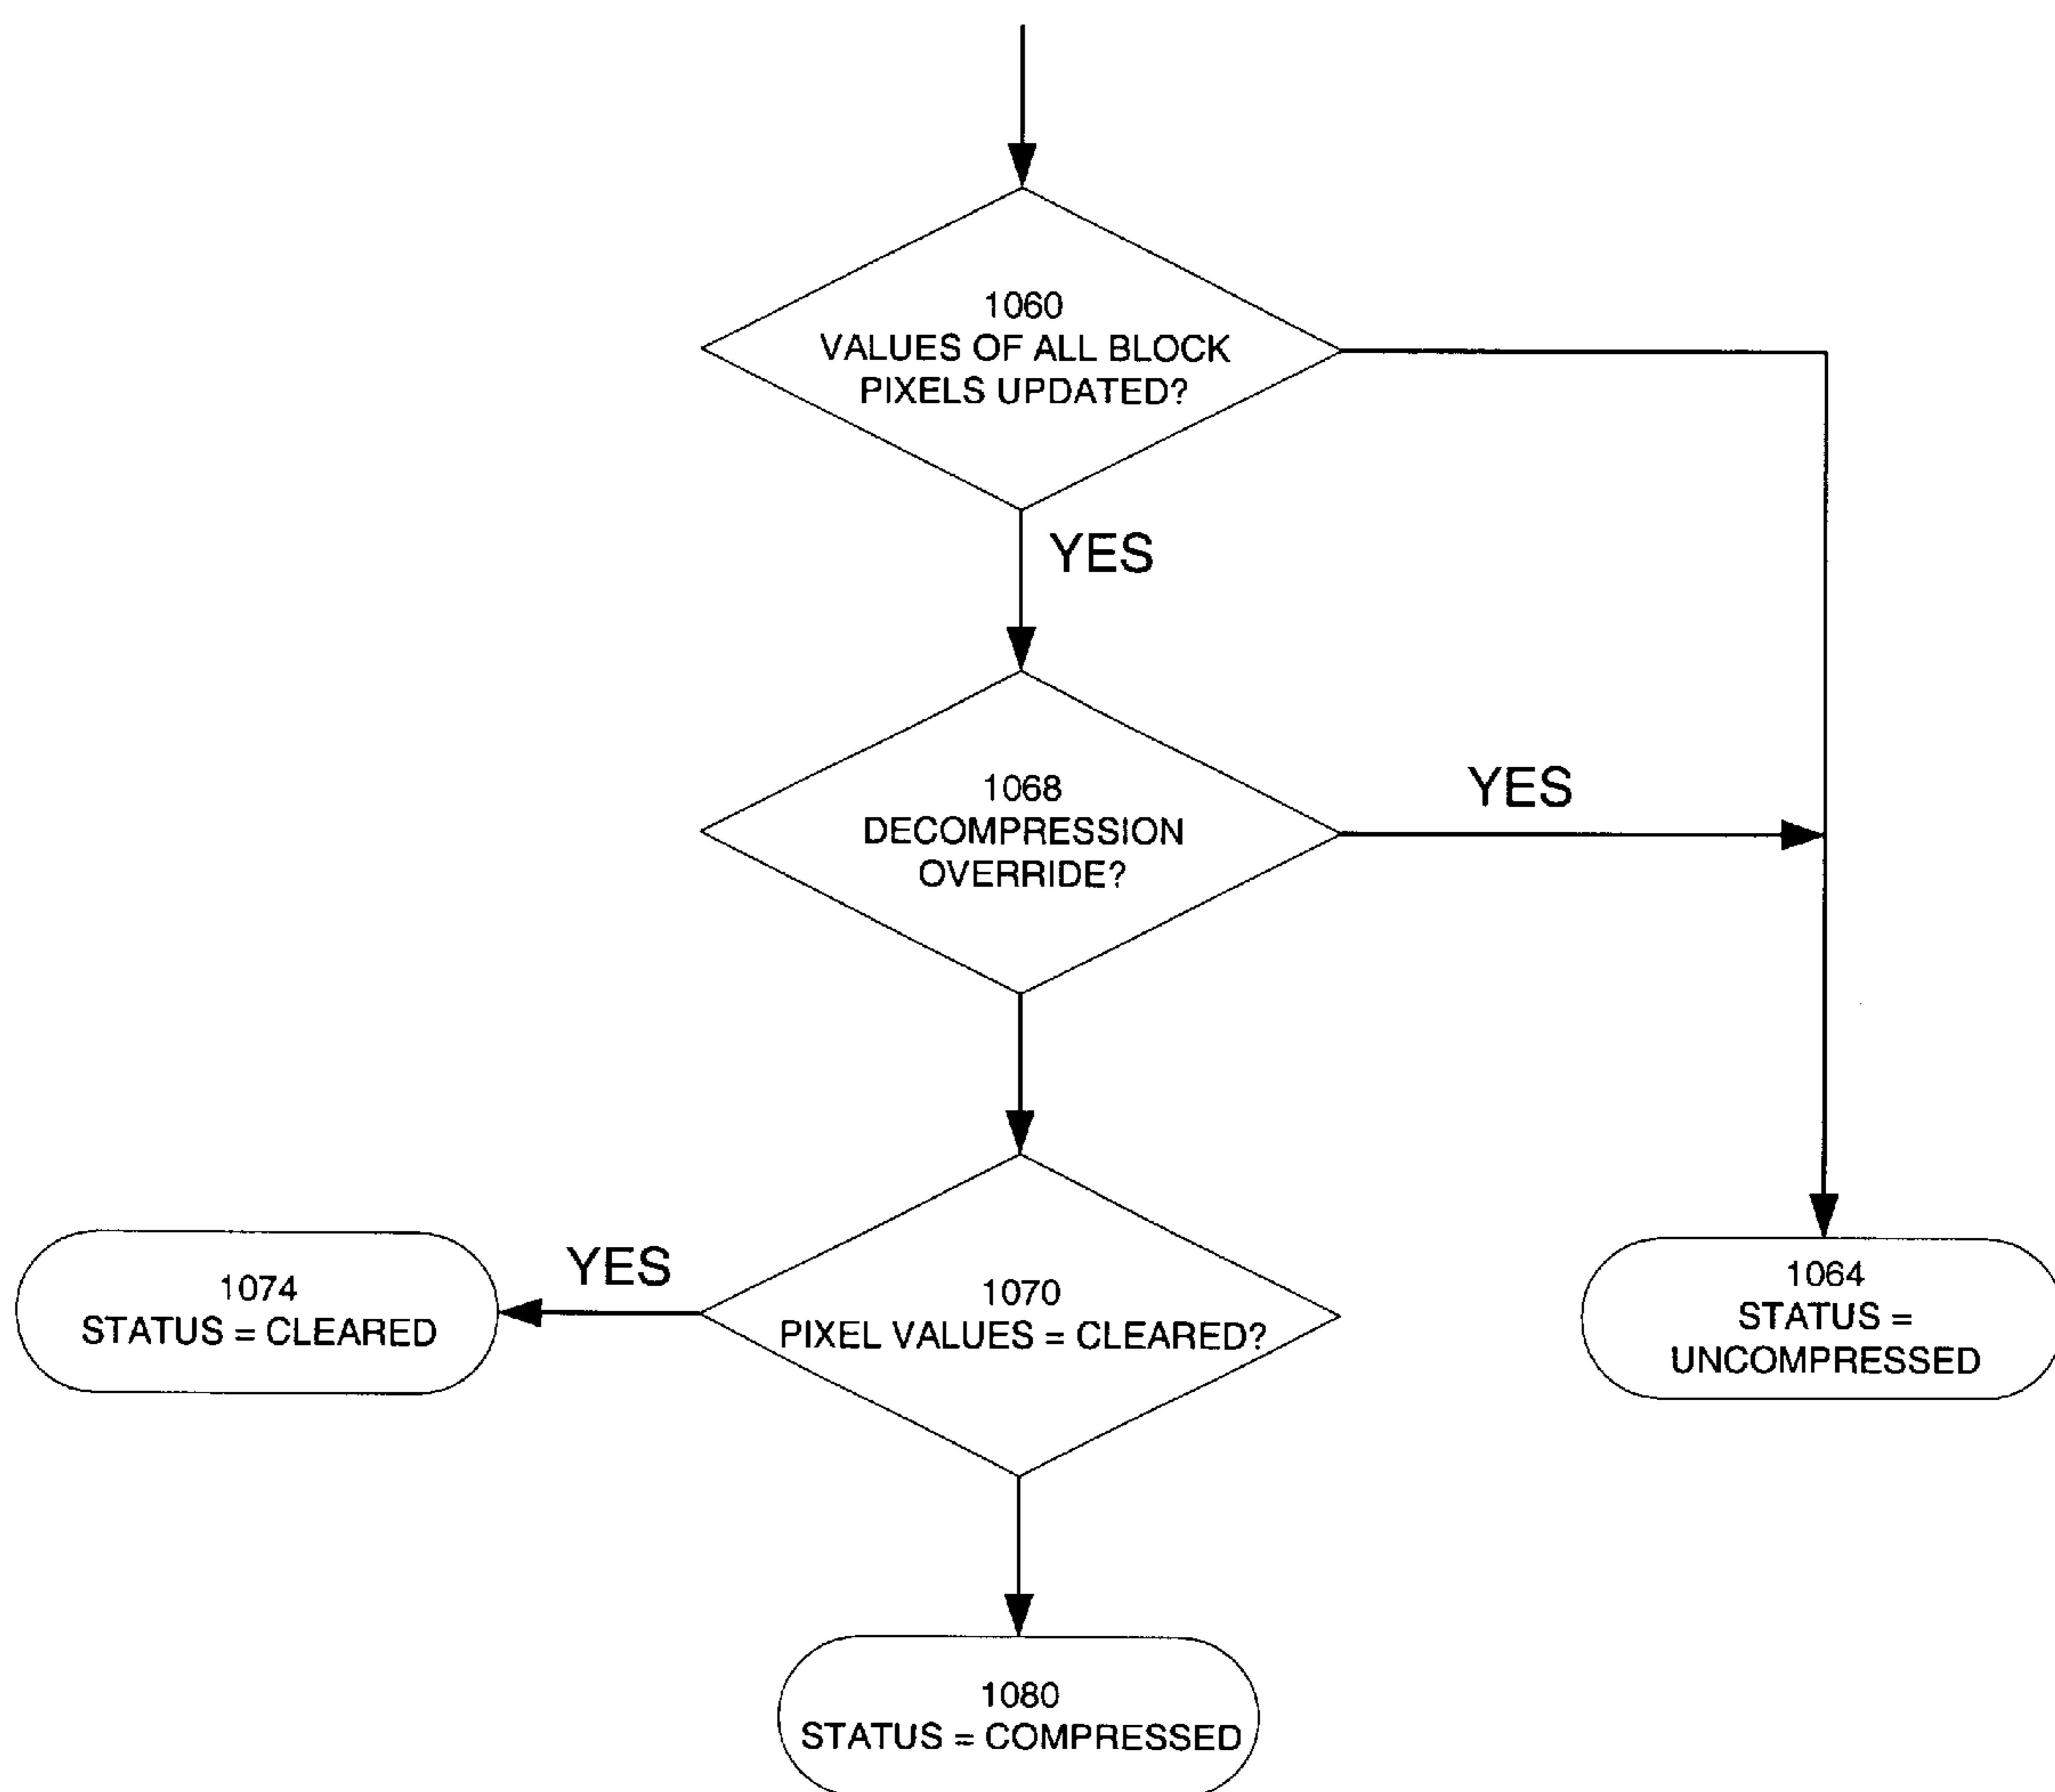 1060
VALUES OF ALL BLOCK
PIXELS UPDATED?
YES
1068
DECOMPRESSION
OVERRIDE?
YES
1070
PIXEL VALUES = CLEARED?
YES
1074
STATUS = CLEARED
1064
STATUS =
UNCOMPRESSED
1080
STATUS = COMPRESSED